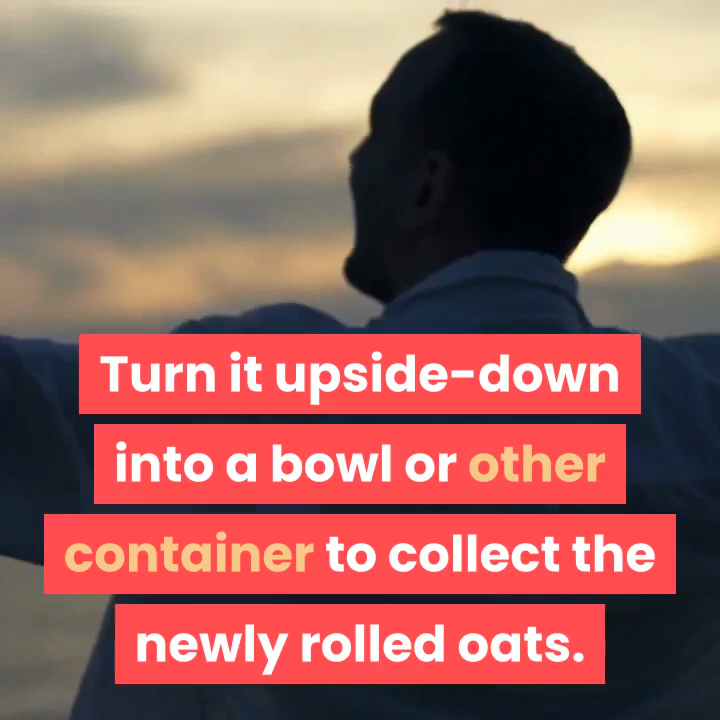 Turn it upside-down
into a bowl or other
container to collect the
newly rolled oats.